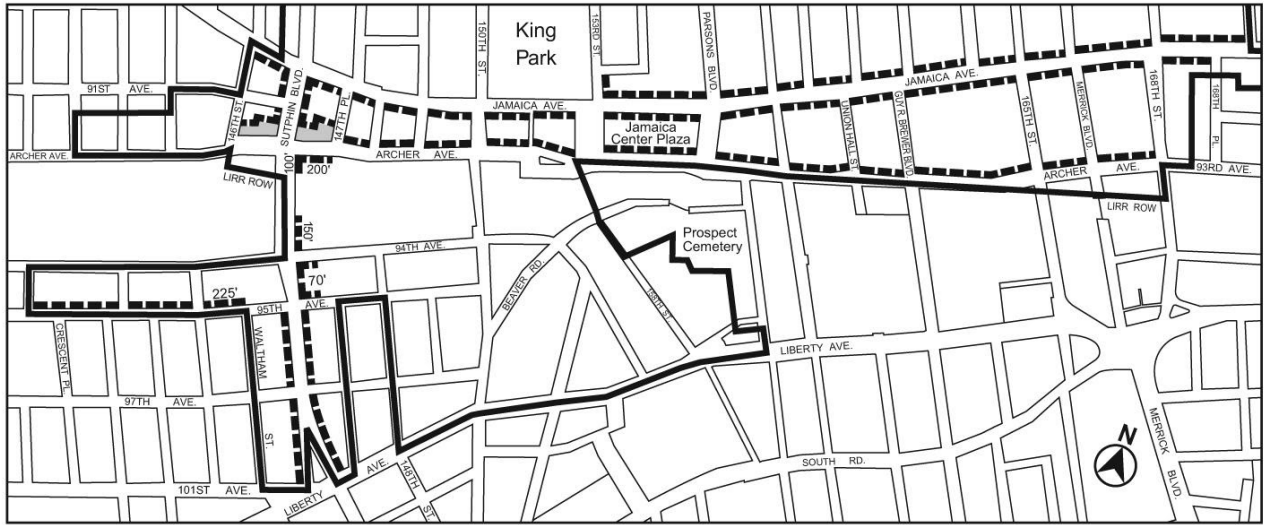 King
Park
150TH ST.
153RD ST.
PARSONS BLVD.
JAMAICA AVE.
91ST AVE.
146TH ST.
SUTPHIN BLVD.
147TH PL.
JAMAICA AVE.
Jamaica
Center Plaza
UNION HALL ST.
GUY R. BREWER BLVD.
165TH ST.
MERRICK BLVD.
168TH ST.
168TH
PL.
ARCHER AVE.
100'
200'
ARCHER AVE.
ARCHER AVE.
93RD AVE.
LIRR ROW
LIRR ROW
150'
94TH AVE.
Prospect
Cemetery
BEAVER RD.
158TH ST.
70'
225'
95TH AVE.
CRESCENT PL.
WALTHAM
ST.
LIBERTY AVE.
97TH AVE.
MERRICK BLVD.
N
101ST AVE.
LIBERTY AVE.
148TH
ST.
SOUTH RD.